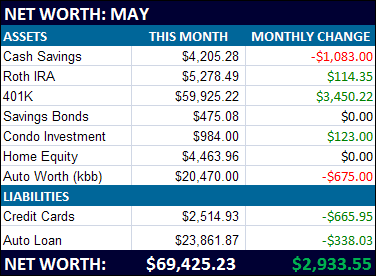 NET WORTH: MAY
ASSETS THIS MONTH MONTHLY CHANGE
Cash Savings $4,205.28 -$1,083.00
Roth IRA $5,278.49 $114.35
401K $59,925.22 $3,450.22
Savings Bonds $475.08 $0.00
Condo Investment $984.00 $123.00
Home Equity $4,463.96 $0.00
Auto Worth (kbb) $20,470.00 -$675.00
LIABILITIES
Credit Cards $2,514.93 -$665.95
Auto Loan $23,861.87 -$338.03
NET WORTH: $69,425.23 $2,933.55